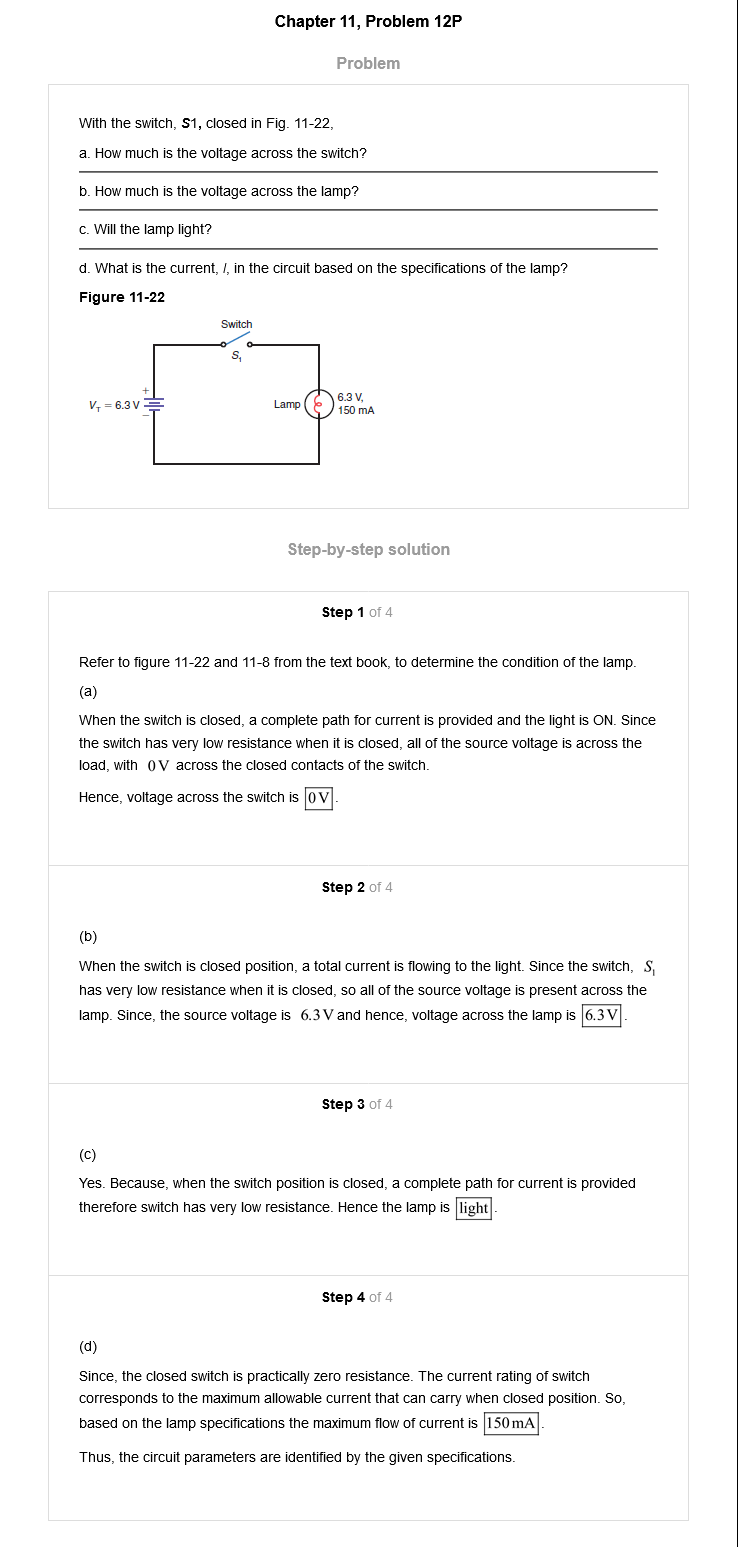 Chapter 11, Problem 12P
Problem
With the switch, S1, closed in Fig. 11-22,
a. How much is the voltage across the switch?
b. How much is the voltage across the lamp?
c. Will the lamp light?
d. What is the current, I, in the circuit based on the specifications of the lamp?
Figure 11-22
Switch
S₁
+
V_T = 6.3 V
−
Lamp
6.3 V,
150 mA
Step-by-step solution
Step 1 of 4
Refer to figure 11-22 and 11-8 from the text book, to determine the condition of the lamp.
(a)
When the switch is closed, a complete path for current is provided and the light is ON. Since
the switch has very low resistance when it is closed, all of the source voltage is across the
load, with 0 V across the closed contacts of the switch.
Hence, voltage across the switch is 0 V.
Step 2 of 4
(b)
When the switch is closed position, a total current is flowing to the light. Since the switch, S₁
has very low resistance when it is closed, so all of the source voltage is present across the
lamp. Since, the source voltage is 6.3 V and hence, voltage across the lamp is 6.3 V.
Step 3 of 4
(c)
Yes. Because, when the switch position is closed, a complete path for current is provided
therefore switch has very low resistance. Hence the lamp is light.
Step 4 of 4
(d)
Since, the closed switch is practically zero resistance. The current rating of switch
corresponds to the maximum allowable current that can carry when closed position. So,
based on the lamp specifications the maximum flow of current is 150 mA.
Thus, the circuit parameters are identified by the given specifications.